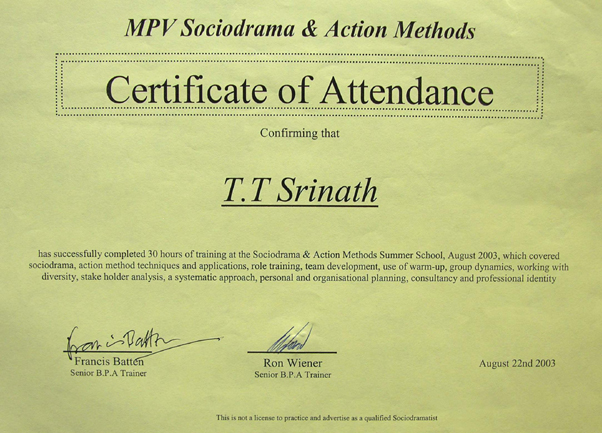 MPV Sociodrama & Action Methods
Certificate of Attendance
Confirming that
T.T Srinath
has successfully completed 30 hours of training at the Sociodrama & Action Methods Summer School, August 2003, which covered
sociodrama, action method techniques and applications, role training, team development, use of warm-up, group dynamics, working with
diversity, stake holder analysis, a systematic approach, personal and organisational planning, consultancy and professional identity
Francis Batten
Francis Batten
Senior B.P.A Trainer
Ron Wiener
Senior B.P.A Trainer
August 22nd 2003
This is not a license to practice and advertise as a qualified Sociodramatist